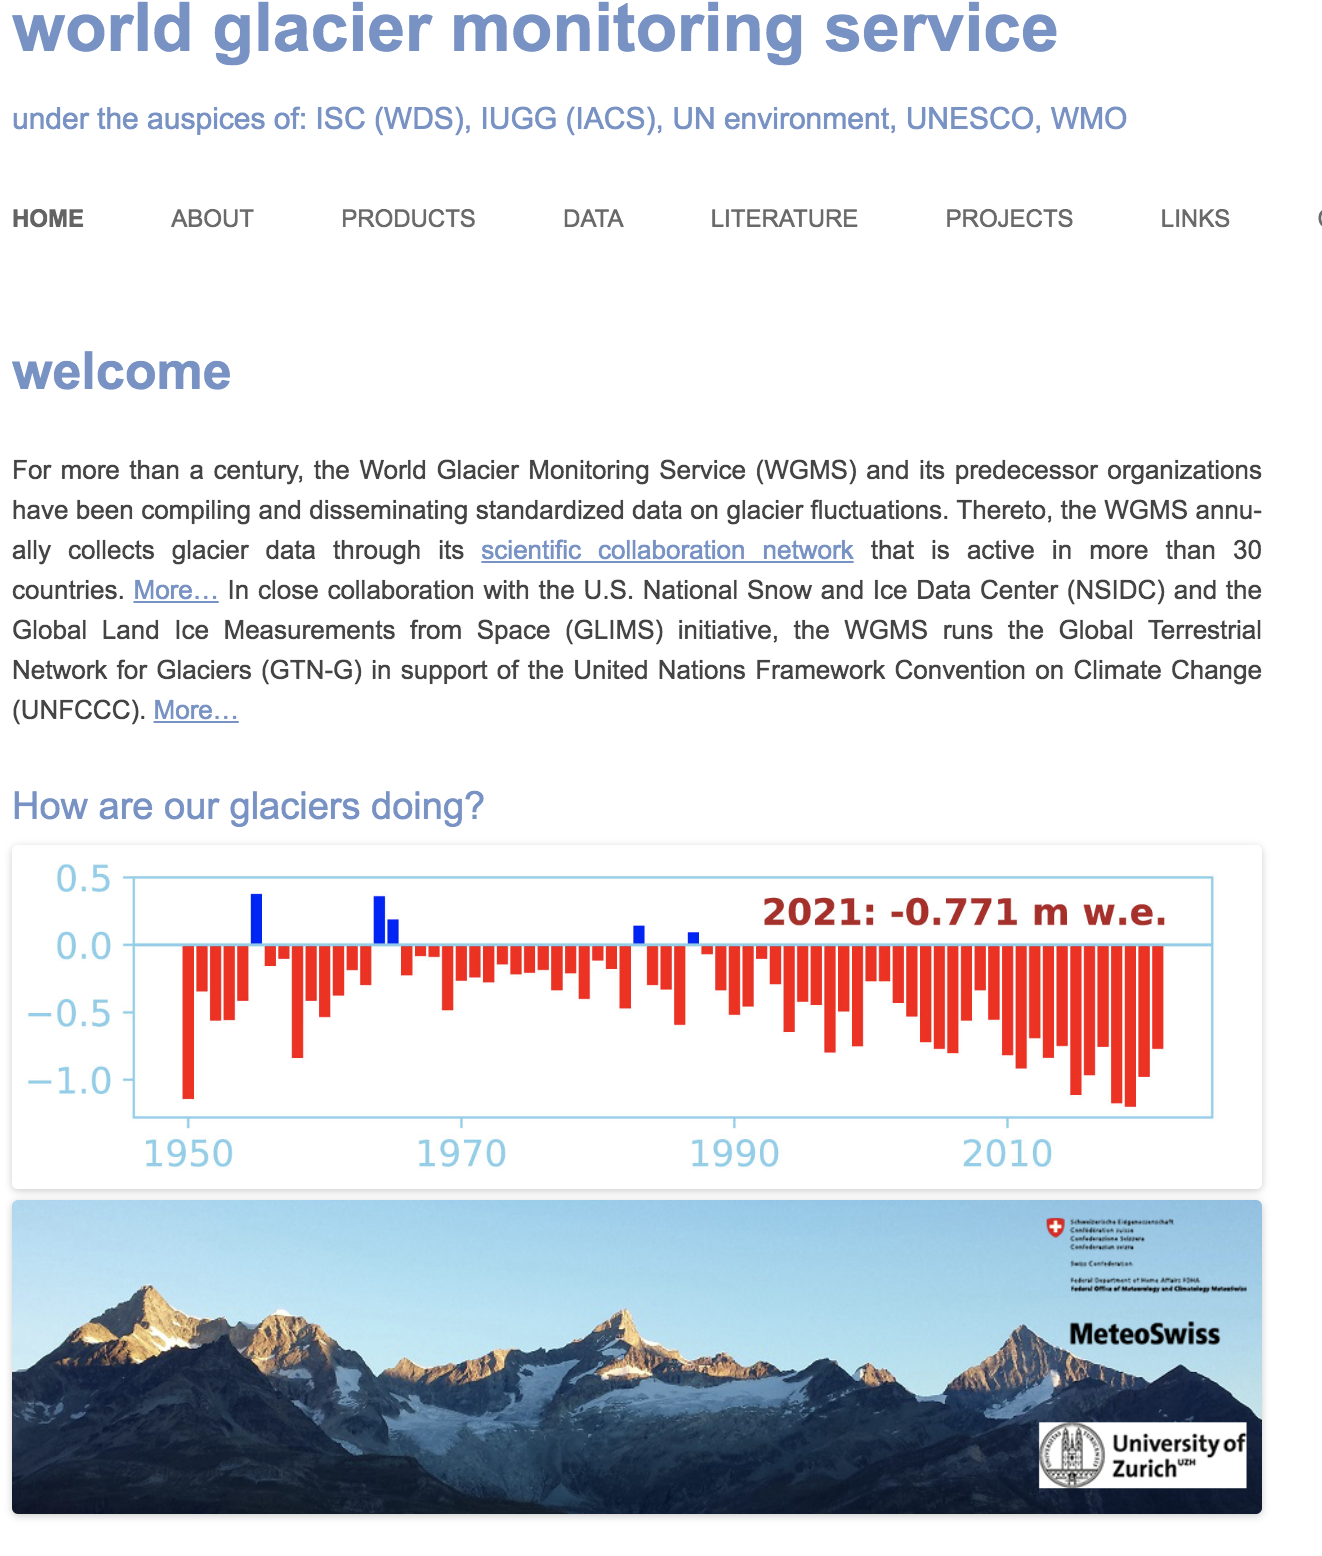 world glacier monitoring service
under the auspices of: ISC (WDS), IUGG (IACS), UN environment, UNESCO, WMO
HOME ABOUT PRODUCTS DATA LITERATURE PROJECTS LINKS
welcome
For more than a century, the World Glacier Monitoring Service (WGMS) and its predecessor organizations
have been compiling and disseminating standardized data on glacier fluctuations. Thereto, the WGMS annu-
ally collects glacier data through its scientific collaboration network that is active in more than 30
countries. More… In close collaboration with the U.S. National Snow and Ice Data Center (NSIDC) and the
Global Land Ice Measurements from Space (GLIMS) initiative, the WGMS runs the Global Terrestrial
Network for Glaciers (GTN-G) in support of the United Nations Framework Convention on Climate Change
(UNFCCC). More…
How are our glaciers doing?
0.5
2021: -0.771 m w.e.
0.0
−0.5
−1.0
1950 1970 1990 2010
Schweizerische Eidgenossenschaft
Confédération suisse
Confederazione Svizzera
Confederaziun svizra
Swiss Confederation
Federal Department of Home Affairs FDHA
Federal Office of Meteorology and Climatology MeteoSwiss
MeteoSwiss
University of
Zurich UZH